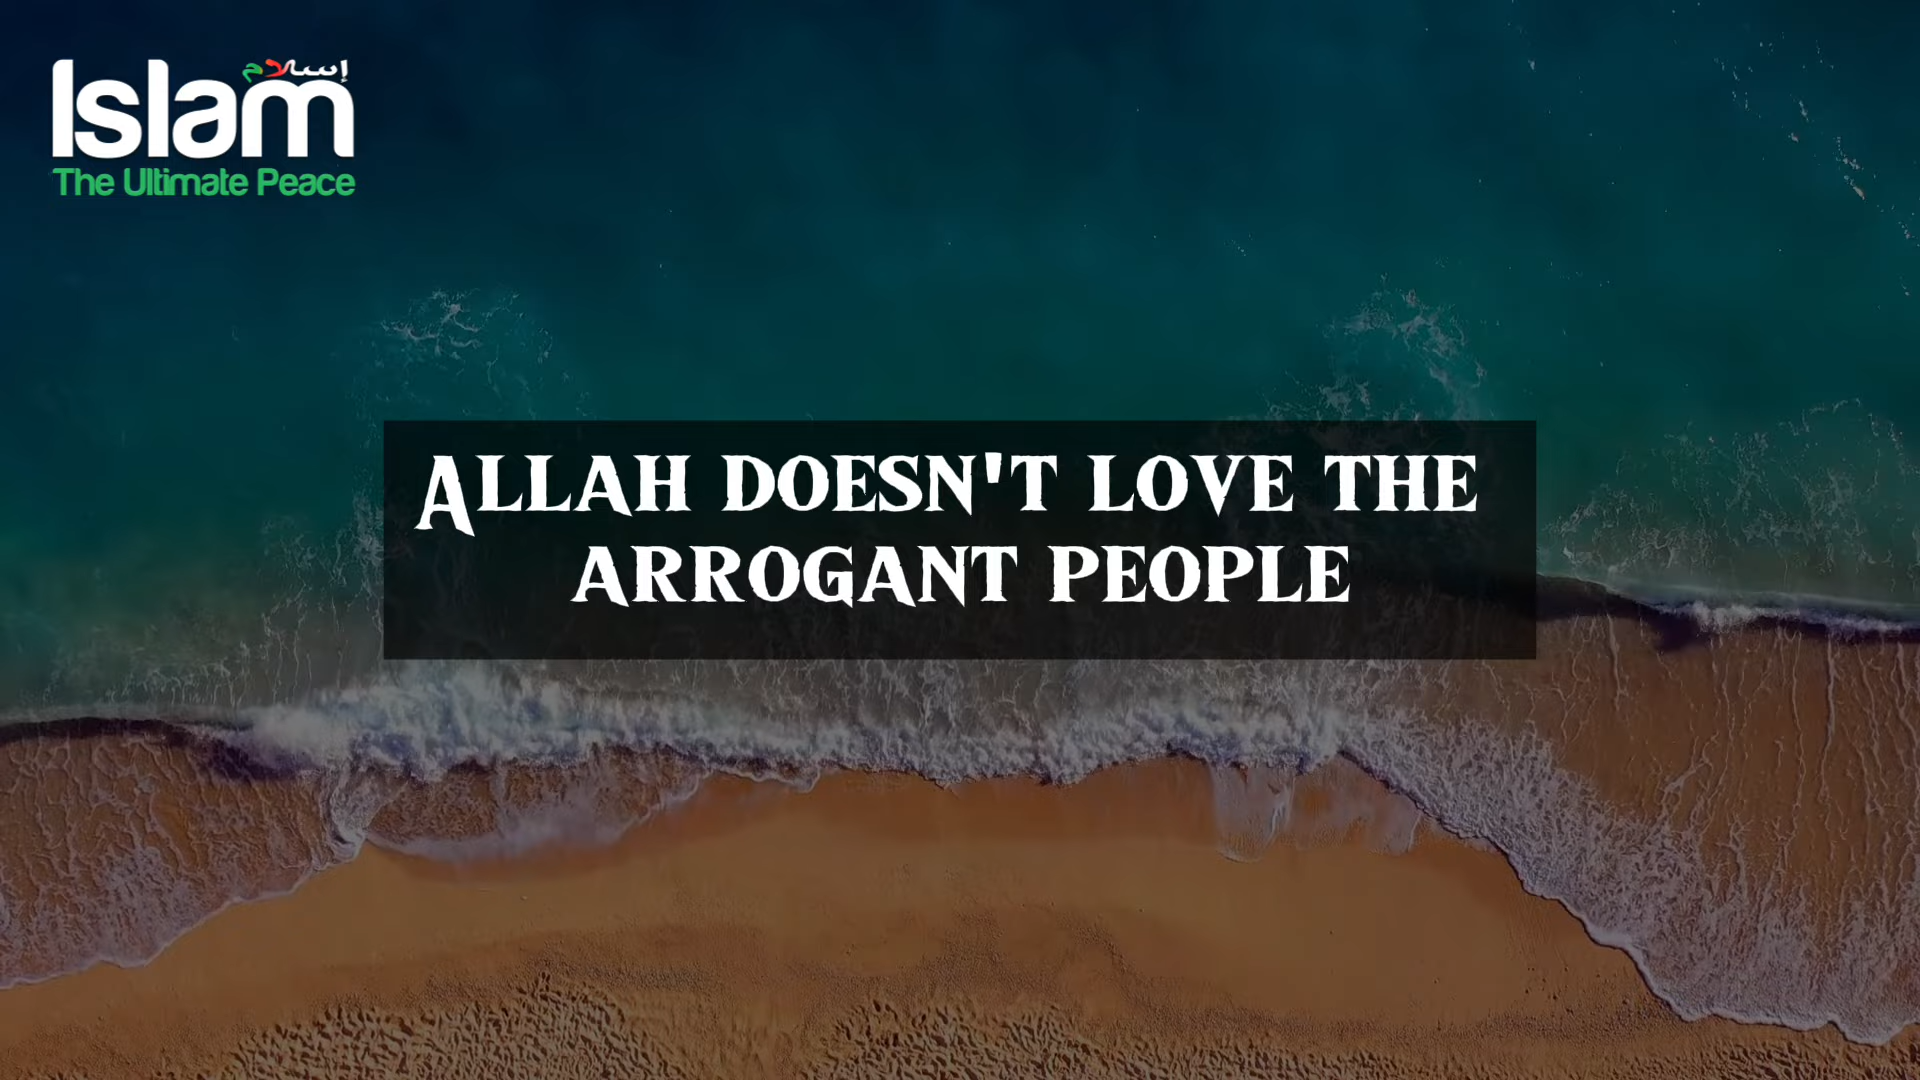 إسلام
Islam
The Ultimate Peace
Allah doesn't love the
arrogant people